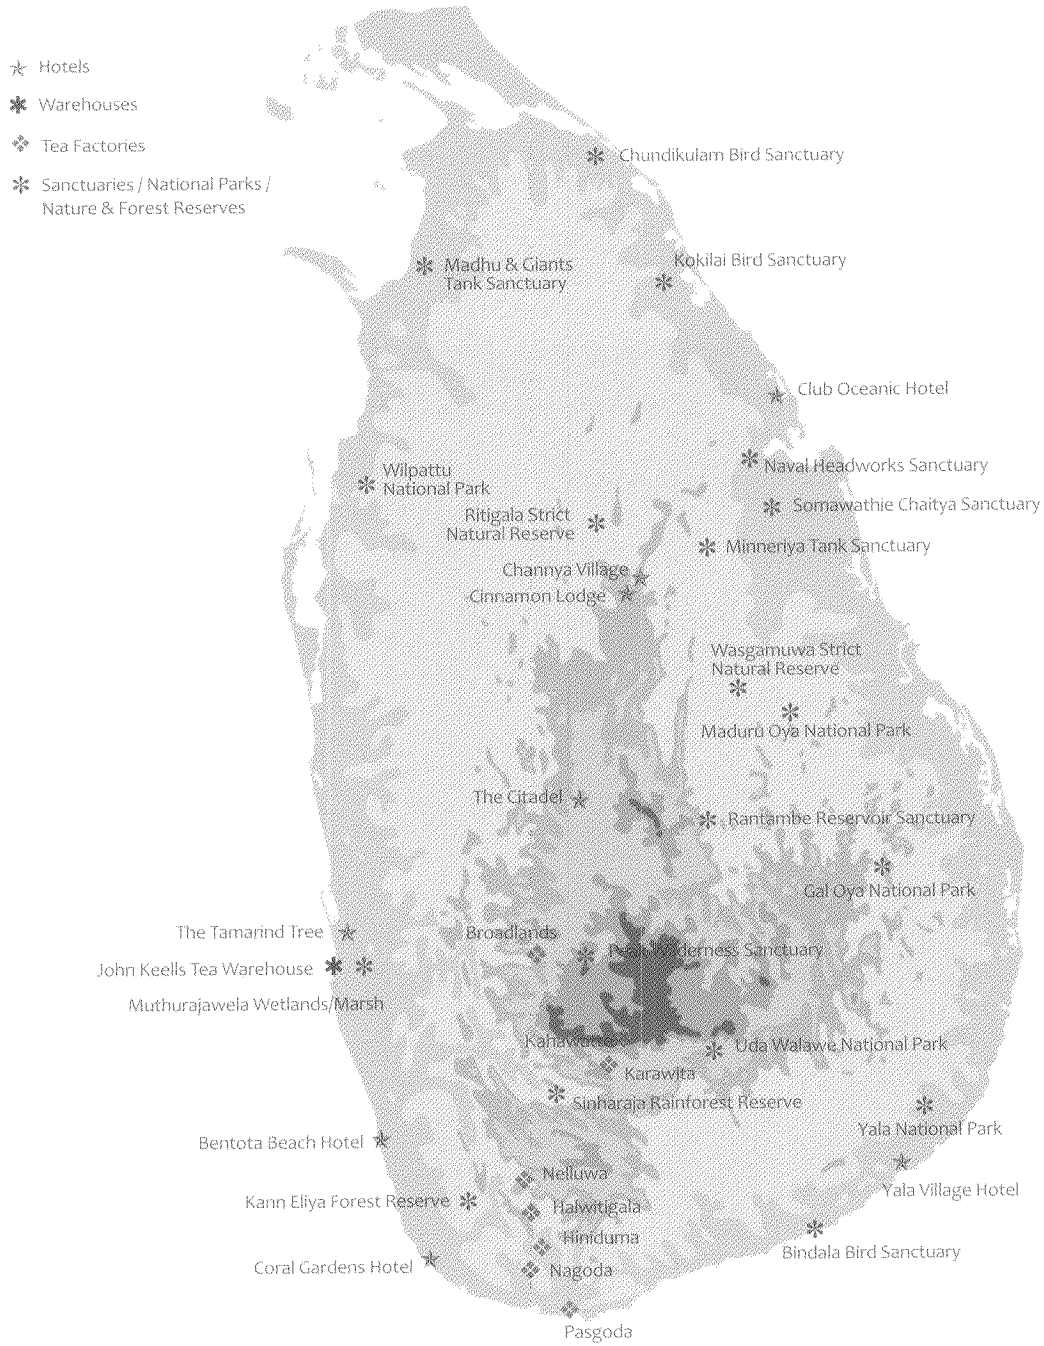 Hotels
Warehouses
Tea Factories
Sanctuaries / National Parks /
Nature & Forest Reserves
Chundikulam Bird Sanctuary
Madhu & Giants
Tank Sanctuary
Kokilai Bird Sanctuary
Club Oceanic Hotel
Wilpattu
National Park
Naval Headworks Sanctuary
Somawathie Chaitya Sanctuary
Ritigala Strict
Natural Reserve
Minneriya Tank Sanctuary
Channya Village
Cinnamon Lodge
Wasgamuwa Strict
Natural Reserve
Maduru Oya National Park
The Citadel
Rantambe Reservoir Sanctuary
Gal Oya National Park
The Tamarind Tree
Broadlands
Peak Wilderness Sanctuary
John Keells Tea Warehouse
Muthurajawela Wetlands/Marsh
Kahawatte
Uda Walawe National Park
Karawita
Sinharaja Rainforest Reserve
Yala National Park
Bentota Beach Hotel
Nelluwa
Yala Village Hotel
Kann Eliya Forest Reserve
Halwitigala
Hiniduma
Bindala Bird Sanctuary
Coral Gardens Hotel
Nagoda
Pasgoda